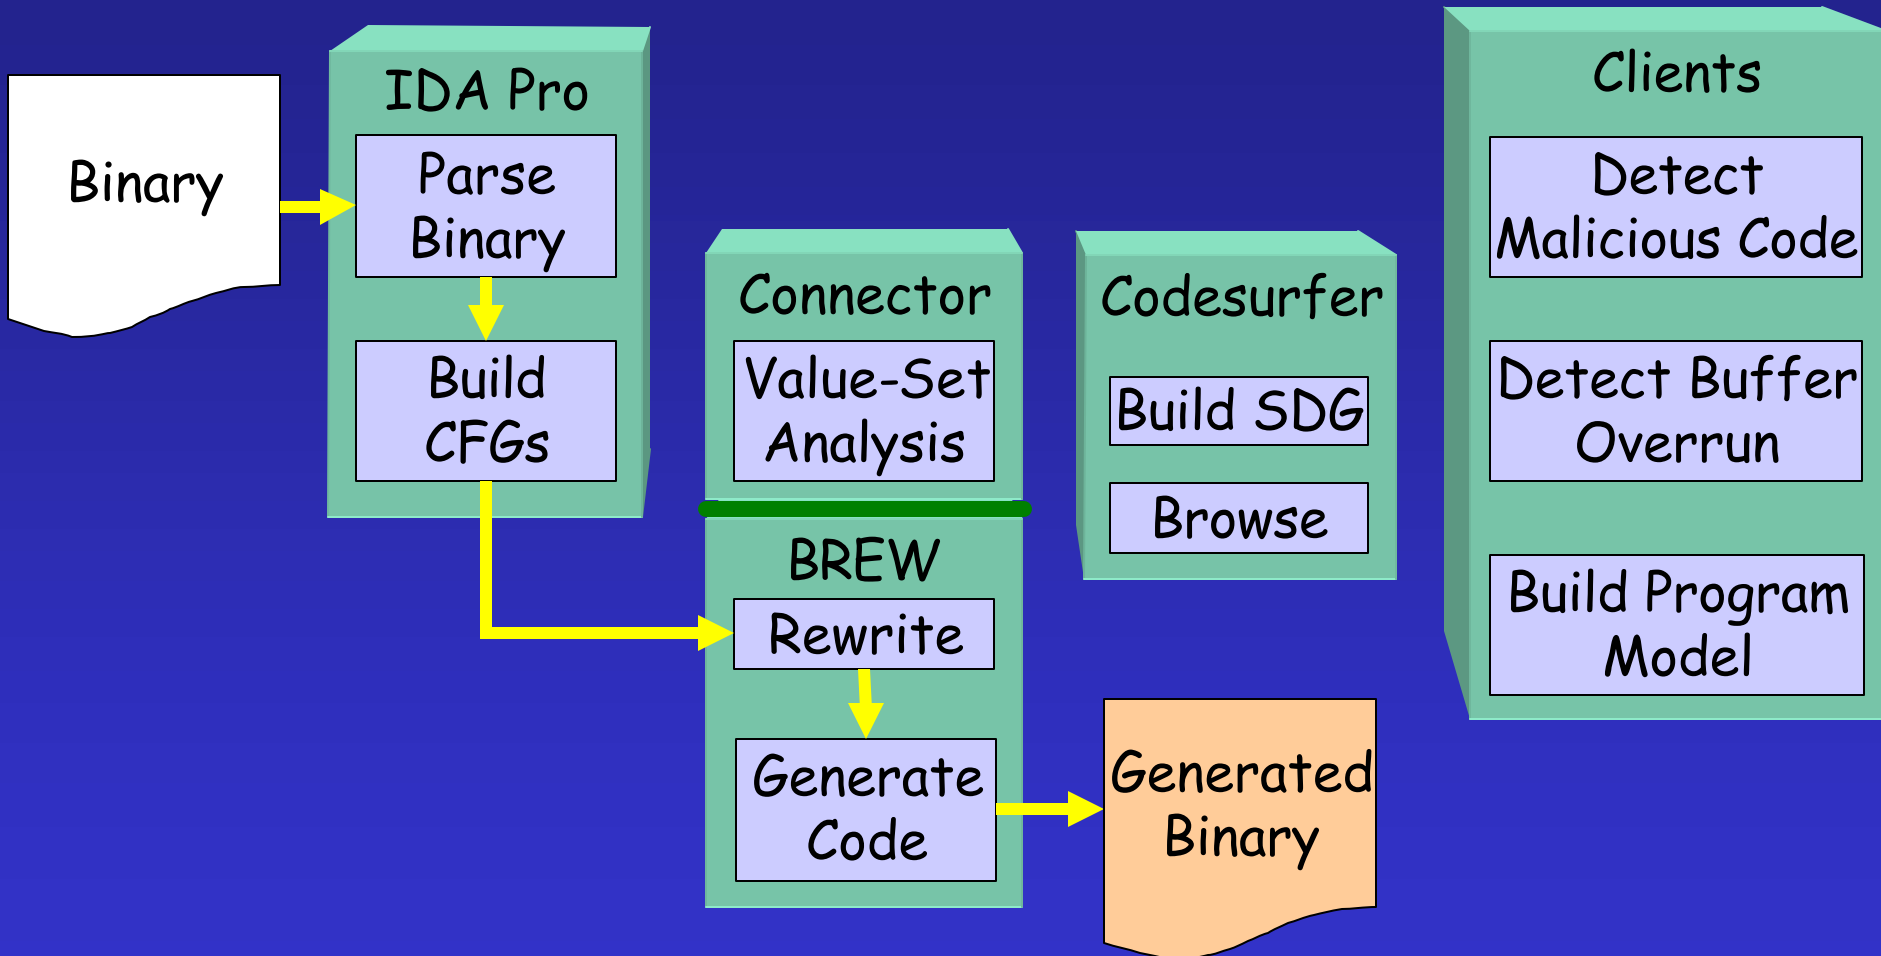 Binary
IDA Pro
Parse
Binary
Build
CFGs
Connector
Value-Set
Analysis
BREW
Rewrite
Generate
Code
Codesurfer
Build SDG
Browse
Generated
Binary
Clients
Detect
Malicious Code
Detect Buffer
Overrun
Build Program
Model